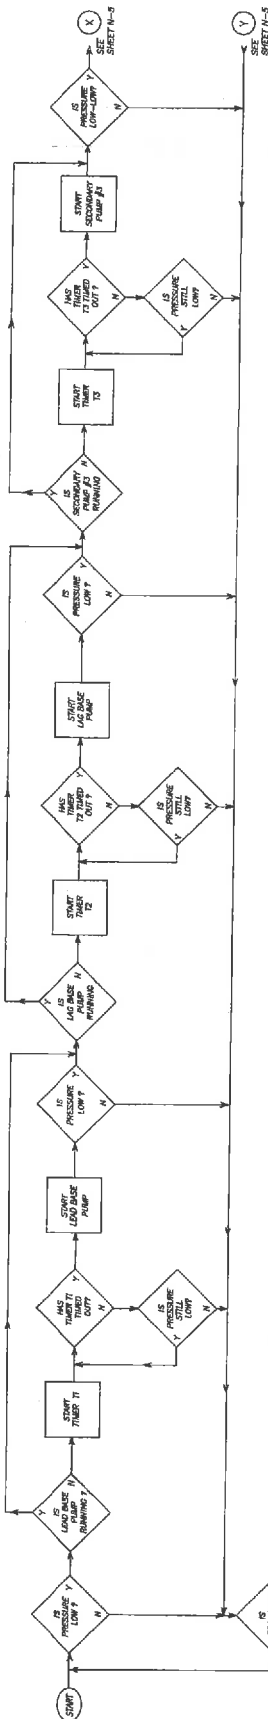 START
IS
PRESSURE
LOW ?
Y
N
IS
LEAD BASE
PUMP
RUNNING ?
Y
N
START
TIMER T1
HAS
TIMER T1
TIMED
OUT?
Y
N
IS
PRESSURE
STILL
LOW?
Y
N
START
LEAD BASE
PUMP
IS
PRESSURE
LOW ?
Y
N
IS
LAG BASE
PUMP
RUNNING
Y
N
START
TIMER
T2
HAS
TIMER
T2 TIMED
OUT ?
Y
N
IS
PRESSURE
STILL
LOW?
Y
N
START
LAG BASE
PUMP
IS
PRESSURE
LOW ?
Y
N
IS
SECONDARY
PUMP #3
RUNNING
Y
N
START
TIMER
T3
HAS
TIMER
T3 TIMED
OUT ?
Y
N
IS
PRESSURE
STILL
LOW?
Y
N
START
SECONDARY
PUMP #3
IS
PRESSURE
LOW-LOW?
Y
N
X
SEE
SHEET N-5
Y
SEE
SHEET N-5
IS